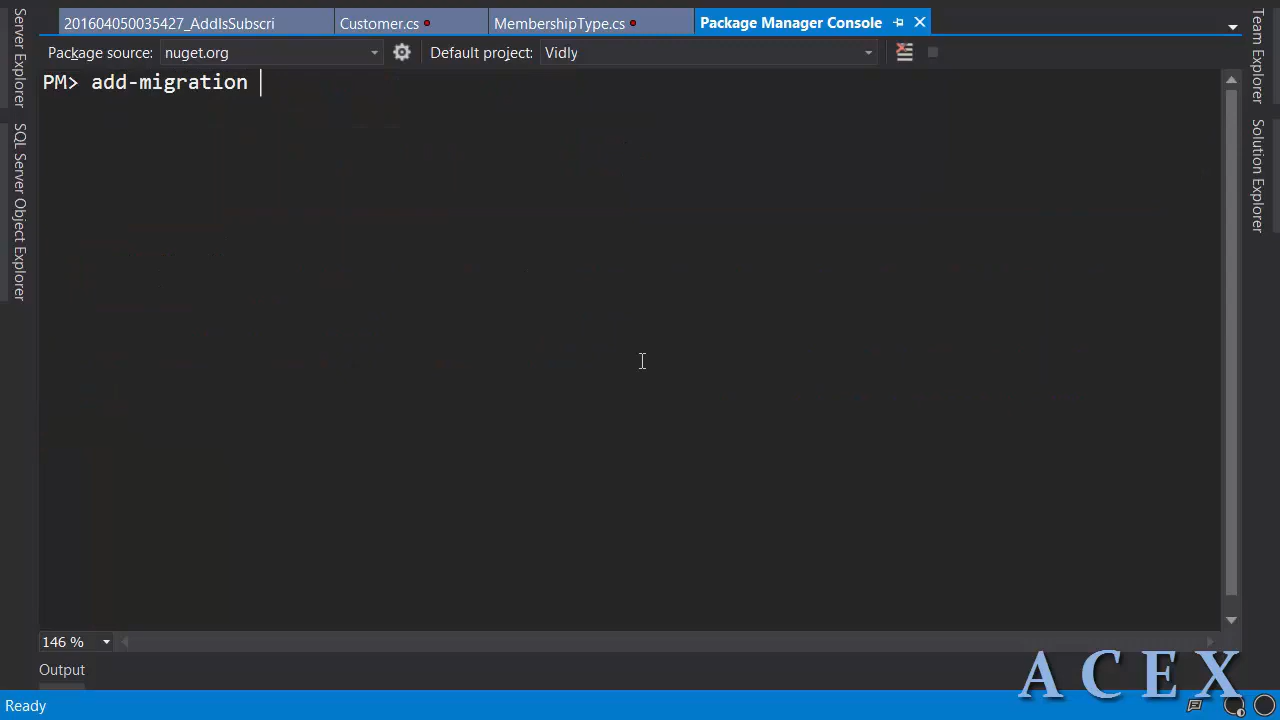 Server Explorer
SQL Server Object Explorer
201604050035427_AddIsSubscri
Customer.cs
MembershipType.cs
Package Manager Console
Package source: nuget.org
Default project: Vidly
PM> add-migration
146 %
Output
Ready
Team Explorer
Solution Explorer
ACEX